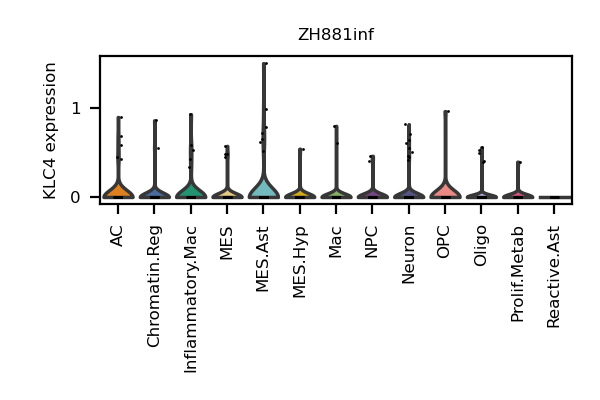 ZH881inf
KLC4 expression
1
0
AC
Chromatin.Reg
Inflammatory.Mac
MES
MES.Ast
MES.Hyp
Mac
NPC
Neuron
OPC
Oligo
Prolif.Metab
Reactive.Ast